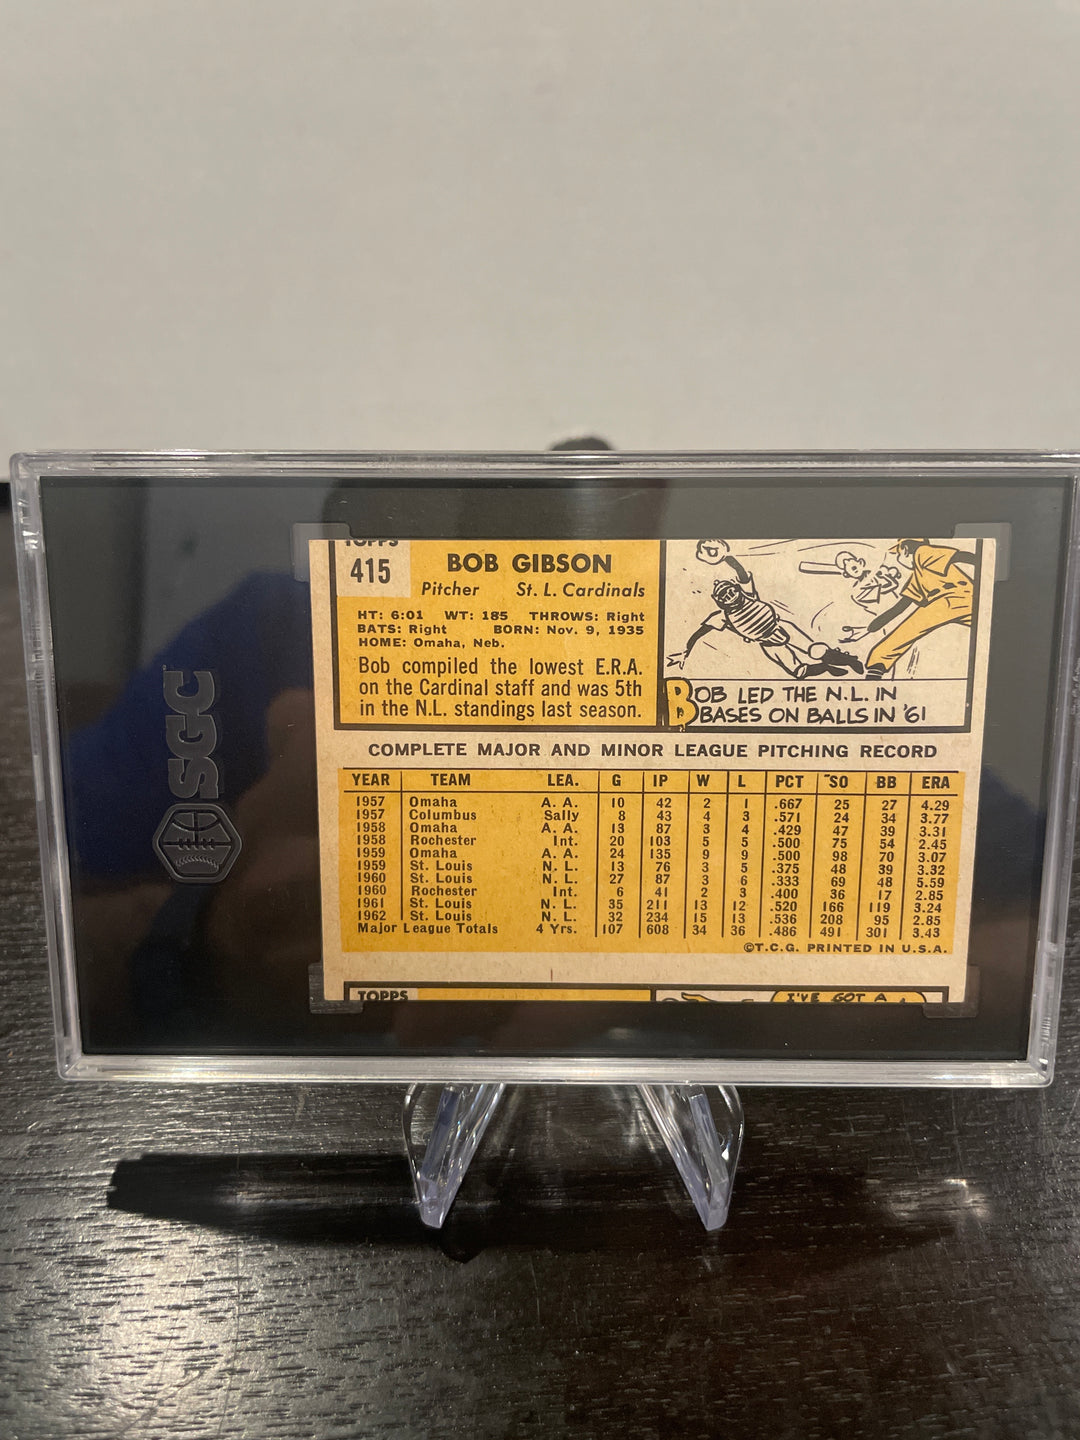 TOPPS
415
BOB GIBSON
Pitcher St. L. Cardinals
HT: 6:01 WT: 185 THROWS: Right
BATS: Right BORN: Nov. 9, 1935
HOME: Omaha, Neb.
Bob compiled the lowest E.R.A.
on the Cardinal staff and was 5th
in the N.L. standings last season.
BOB LED THE N.L. IN
BASES ON BALLS IN '61
COMPLETE MAJOR AND MINOR LEAGUE PITCHING RECORD
YEAR TEAM LEA. G IP W L PCT SO BB ERA
1957 Omaha A. A. 10 42 2 1 .667 25 27 4.29
1957 Columbus Sally 8 43 4 3 .571 24 34 3.77
1958 Omaha A. A. 13 87 3 4 .429 47 39 3.31
1958 Rochester Int. 20 103 5 5 .500 75 54 2.45
1959 Omaha A. A. 24 135 9 9 .500 98 70 3.07
1959 St. Louis N. L. 13 76 3 5 .375 48 39 3.32
1960 St. Louis N. L. 27 87 3 6 .333 69 48 5.59
1960 Rochester Int. 6 41 2 3 .400 36 17 2.85
1961 St. Louis N. L. 35 211 13 12 .520 166 119 3.24
1962 St. Louis N. L. 32 234 15 13 .536 208 95 2.85
Major League Totals 4 Yrs. 107 608 34 36 .486 491 301 3.43
©T.C.G. PRINTED IN U.S.A.
TOPPS
I'VE GOT A
SGC